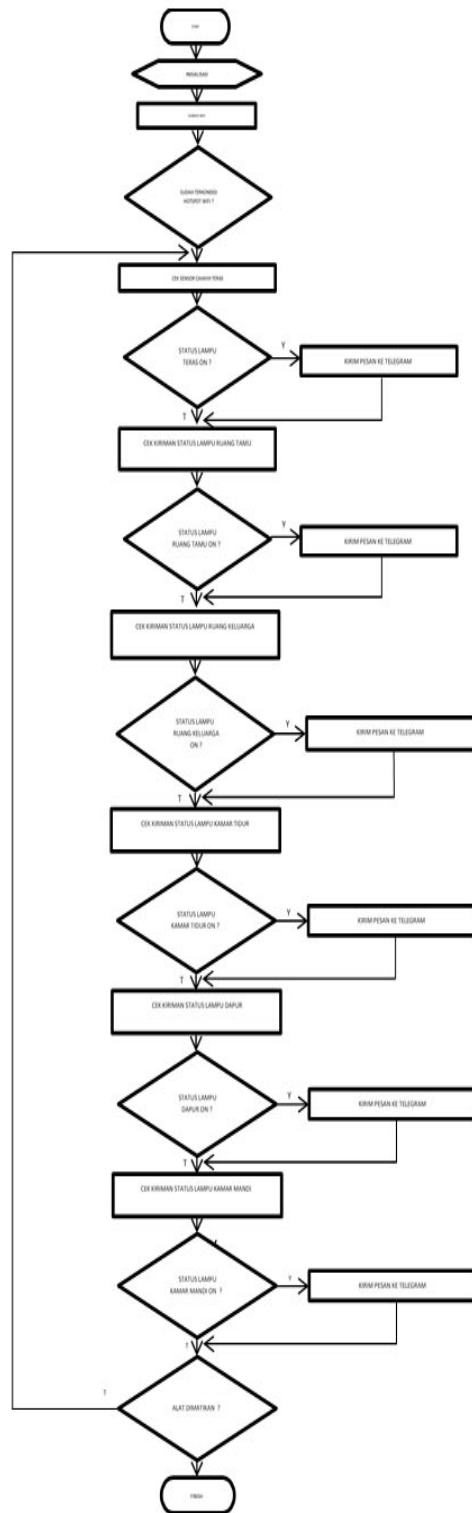 INISIALISASI
SUDAH TERKONEKSI
HOTSPOT WIFI ?
CEK SENSOR CAHAYA TERAS
STATUS LAMPU
TERAS ON ?
Y
KIRIM PESAN KE TELEGRAM
T
CEK KIRIMAN STATUS LAMPU RUANG TAMU
STATUS LAMPU
RUANG TAMU ON ?
Y
KIRIM PESAN KE TELEGRAM
T
CEK KIRIMAN STATUS LAMPU RUANG KELUARGA
STATUS LAMPU
RUANG KELUARGA
ON ?
Y
KIRIM PESAN KE TELEGRAM
T
CEK KIRIMAN STATUS LAMPU KAMAR TIDUR
STATUS LAMPU
KAMAR TIDUR ON ?
Y
KIRIM PESAN KE TELEGRAM
T
CEK KIRIMAN STATUS LAMPU DAPUR
STATUS LAMPU
DAPUR ON ?
Y
KIRIM PESAN KE TELEGRAM
T
CEK KIRIMAN STATUS LAMPU KAMAR MANDI
STATUS LAMPU
KAMAR MANDI ON ?
Y
KIRIM PESAN KE TELEGRAM
T
T
ALAT DIMATIKAN ?
FINISH